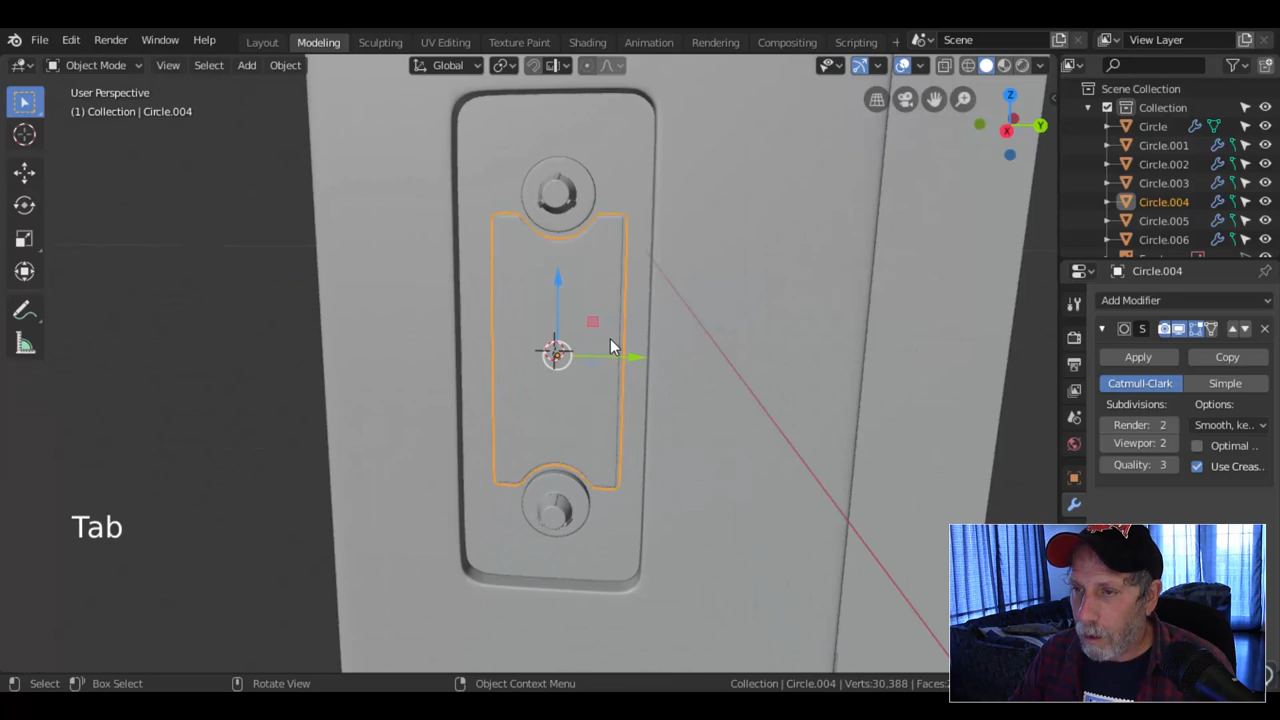 File Edit Render Window Help Layout Modeling Sculpting UV Editing Texture Paint Shading Animation Rendering Compositing Scripting + Scene View Layer
Object Mode View Select Add Object Global
User Perspective
(1) Collection | Circle.004
Z
Y
X
Scene Collection
Collection
Circle
Circle.001
Circle.002
Circle.003
Circle.004
Circle.005
Circle.006
Circle.004
Add Modifier
S
Apply Copy
Catmull-Clark Simple
Subdivisions: Options:
Render: 2 Smooth, ke..
Viewpor: 2 Optimal ..
Quality: 3 Use Creas..
Tab
Select Box Select Rotate View Object Context Menu Collection | Circle.004 | Verts:30,388 | Faces:2